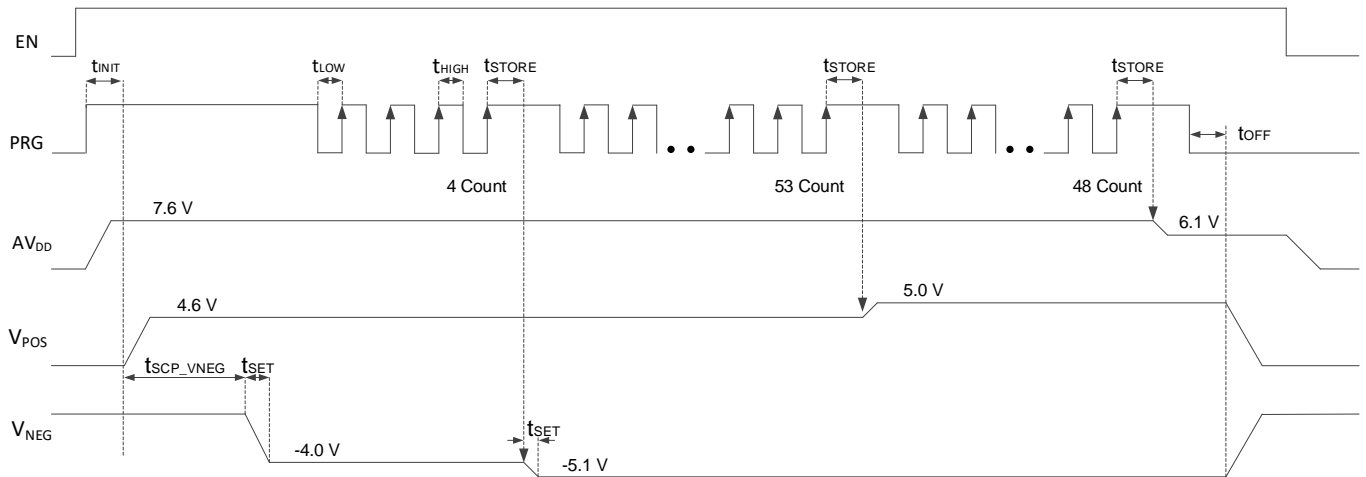 EN
tINIT
tLOW
tHIGH
tSTORE
tSTORE
tSTORE
PRG
tOFF
4 Count
53 Count
48 Count
7.6 V
AVDD
6.1 V
4.6 V
5.0 V
VPOS
tSCP_VNEG
tSET
VNEG
tSET
-4.0 V
-5.1 V